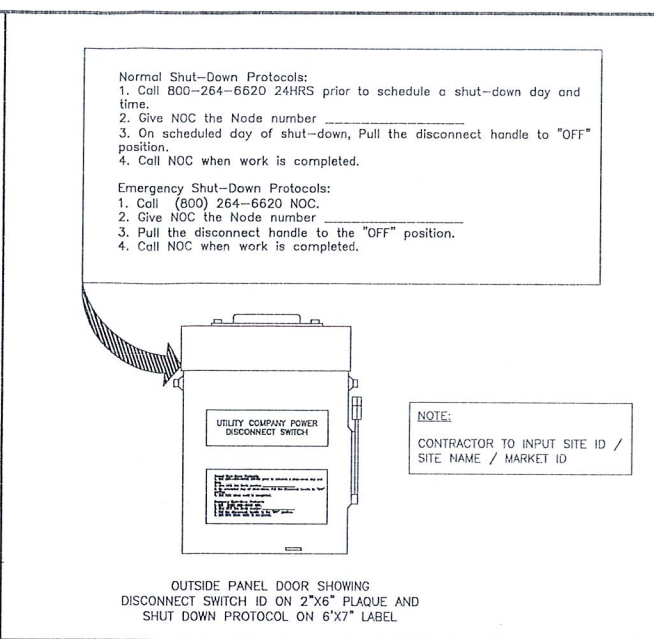 Normal Shut-Down Protocols:
1. Call 800-264-6620 24HRS prior to schedule a shut-down day and
time.
2. Give NOC the Node number ____________________
3. On scheduled day of shut-down, Pull the disconnect handle to "OFF"
position.
4. Call NOC when work is completed.
Emergency Shut-Down Protocols:
1. Call (800) 264-6620 NOC.
2. Give NOC the Node number ____________________
3. Pull the disconnect handle to the "OFF" position.
4. Call NOC when work is completed.
UTILITY COMPANY POWER
DISCONNECT SWITCH
NOTE:
CONTRACTOR TO INPUT SITE ID /
SITE NAME / MARKET ID
OUTSIDE PANEL DOOR SHOWING
DISCONNECT SWITCH ID ON 2"X6" PLAQUE AND
SHUT DOWN PROTOCOL ON 6'X7" LABEL